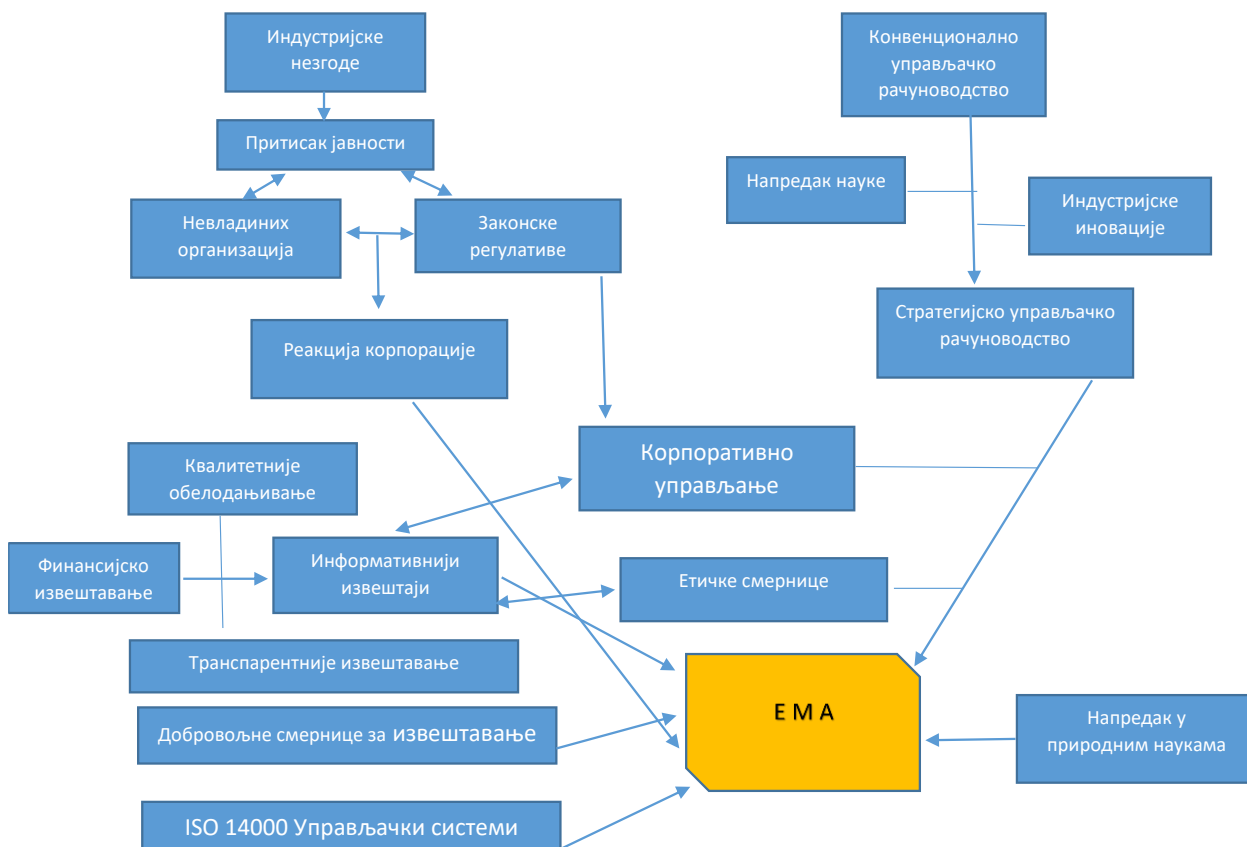 Индустријске
незгоде
Конвенционално
управљачко
рачуноводство
Притисак јавности
Напредак науке
Индустријске
иновације
Невладиних
организација
Законске
регулативе
Стратегијско управљачко
рачуноводство
Реакција корпорације
Корпоративно
управљање
Квалитетније
обелодањивање
Финансијско
извештавање
Информативнији
извештаји
Етичке смернице
Транспарентније извештавање
Е М А
Добровољне смернице за извештавање
Напредак у
природним наукама
ISO 14000 Управљачки системи